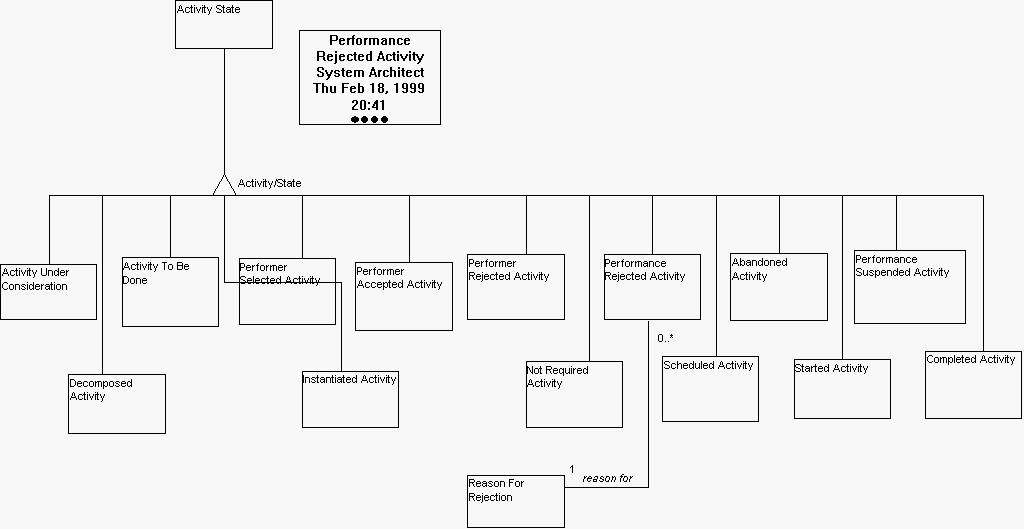 Activity State
Performance
Rejected Activity
System Architect
Thu Feb 18, 1999
20:41
Activity/State
Activity Under
Consideration
Activity To Be
Done
Performer
Selected Activity
Performer
Accepted Activity
Performer
Rejected Activity
Performance
Rejected Activity
Abandoned
Activity
Performance
Suspended Activity
0..*
Decomposed
Activity
Instantiated Activity
Not Required
Activity
Scheduled Activity
Started Activity
Completed Activity
1
reason for
Reason For
Rejection